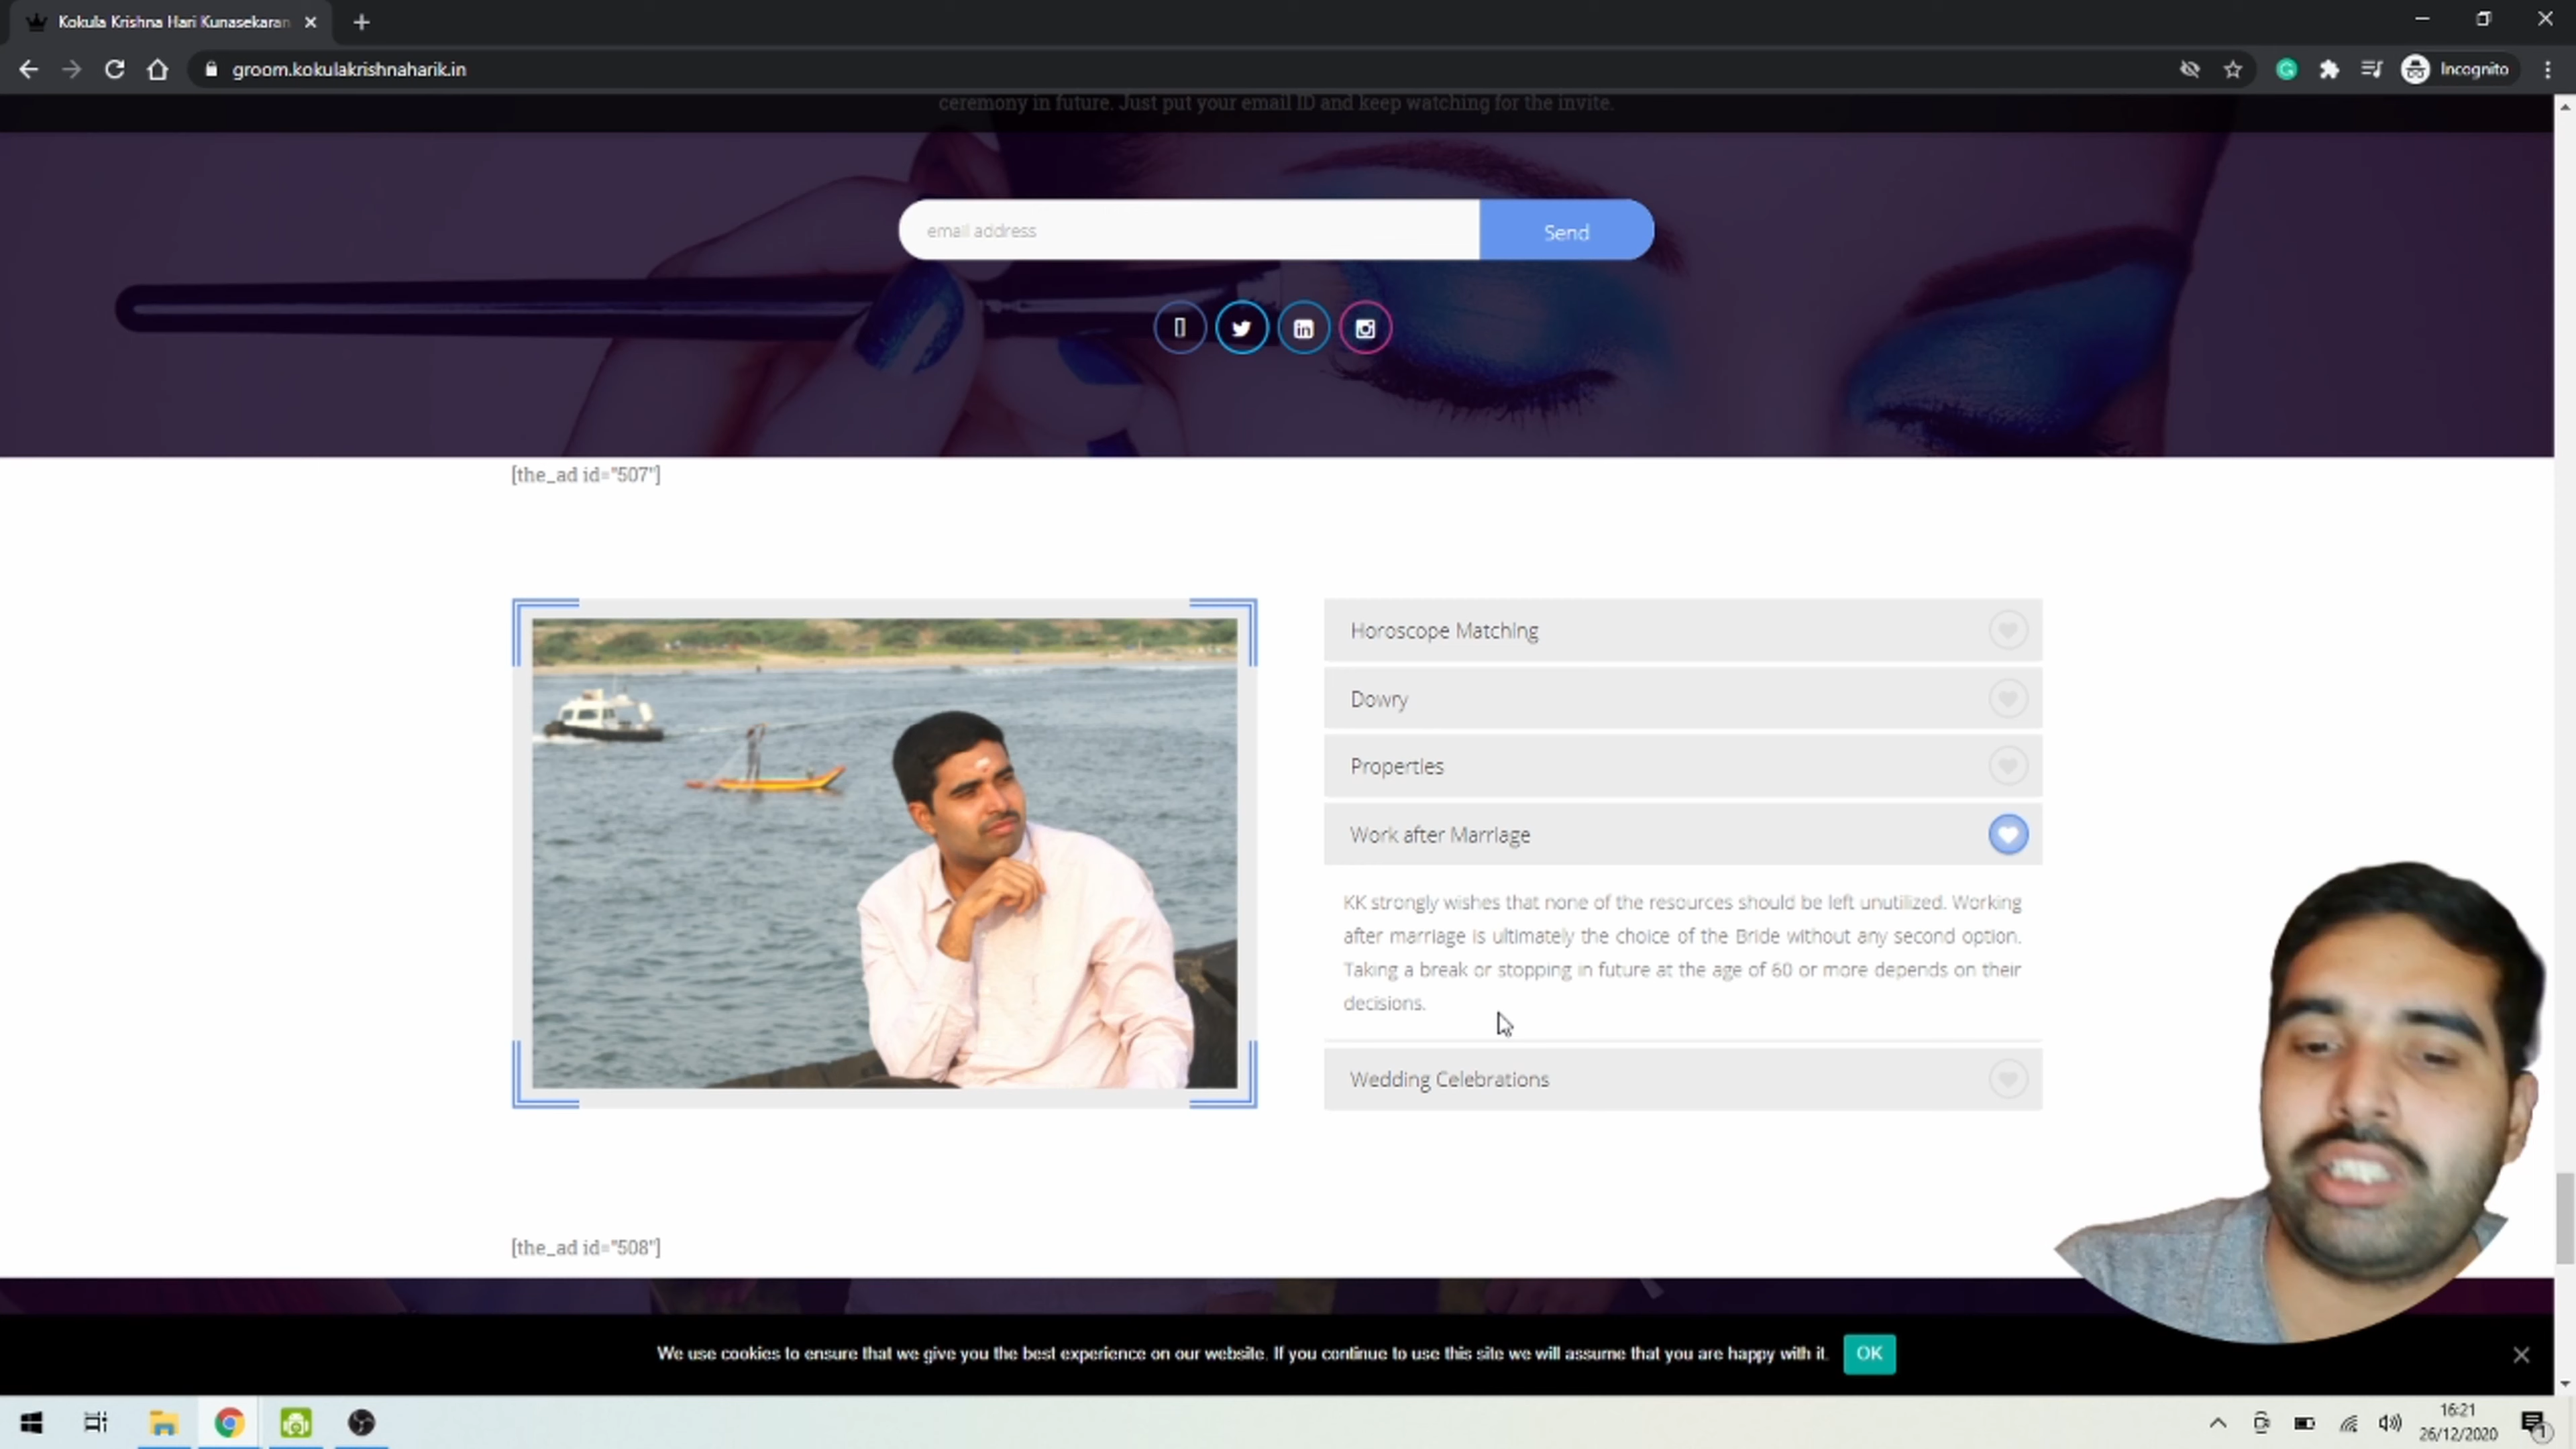 Kokula Krishna Hari Kunasekaran
groom.kokulakrishnaharik.in
Incognito
ceremony in future. Just put your email ID and keep watching for the invite.
email address
Send
[the_ad id="507"]
Horoscope Matching
Dowry
Properties
Work after Marriage
KK strongly wishes that none of the resources should be left unutilized. Working
after marriage is ultimately the choice of the Bride without any second option.
Taking a break or stopping in future at the age of 60 or more depends on their
decisions.
Wedding Celebrations
[the_ad id="508"]
We use cookies to ensure that we give you the best experience on our website. If you continue to use this site we will assume that you are happy with it.
OK
16:21
26/12/2020
1